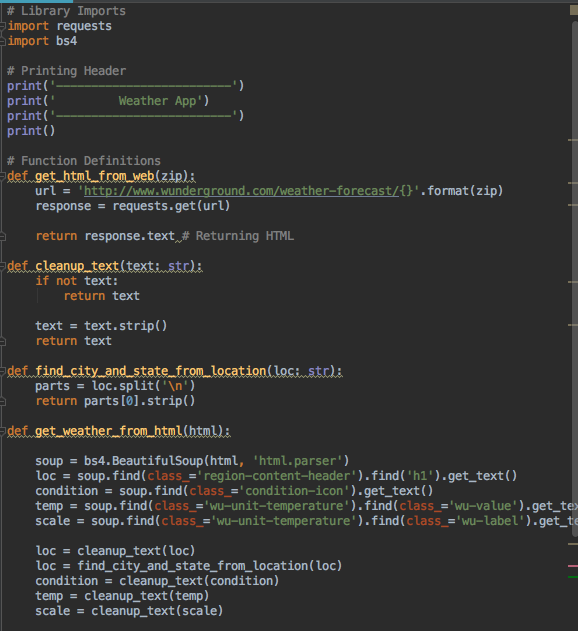 # Library Imports
import requests
import bs4
# Printing Header
print('-------------------------')
print('         Weather App')
print('-------------------------')
print()
# Function Definitions
def get_html_from_web(zip):
    url = 'http://www.wunderground.com/weather-forecast/{}'.format(zip)
    response = requests.get(url)
    return response.text # Returning HTML
def cleanup_text(text: str):
    if not text:
        return text
    text = text.strip()
    return text
def find_city_and_state_from_location(loc: str):
    parts = loc.split('\n')
    return parts[0].strip()
def get_weather_from_html(html):
    soup = bs4.BeautifulSoup(html, 'html.parser')
    loc = soup.find(class_='region-content-header').find('h1').get_text()
    condition = soup.find(class_='condition-icon').get_text()
    temp = soup.find(class_='wu-unit-temperature').find(class_='wu-value').get_te
    scale = soup.find(class_='wu-unit-temperature').find(class_='wu-label').get_te
    loc = cleanup_text(loc)
    loc = find_city_and_state_from_location(loc)
    condition = cleanup_text(condition)
    temp = cleanup_text(temp)
    scale = cleanup_text(scale)